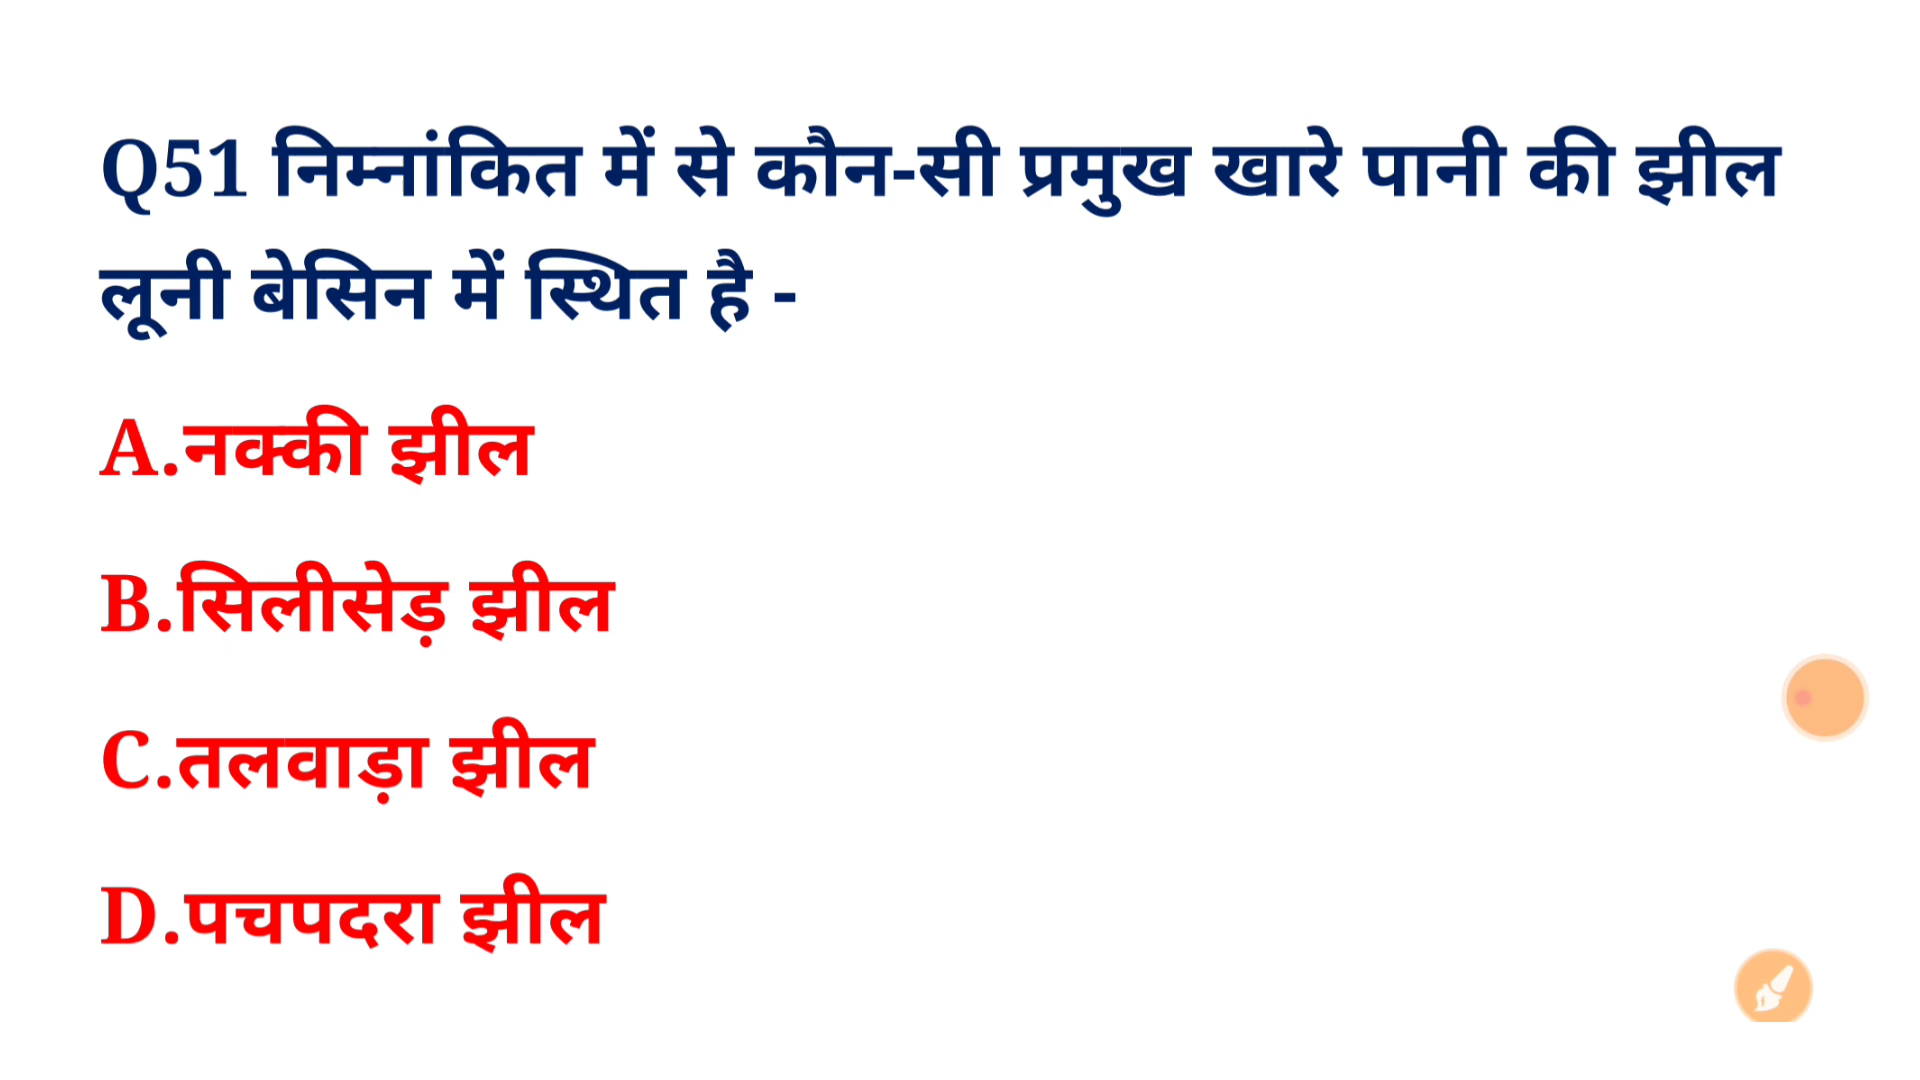 Q51 निम्नांकित में से कौन-सी प्रमुख खारे पानी की झील
लूनी बेसिन में स्थित है -
A.नक्की झील
B.सिलीसेड़ झील
C.तलवाड़ा झील
D.पचपदरा झील